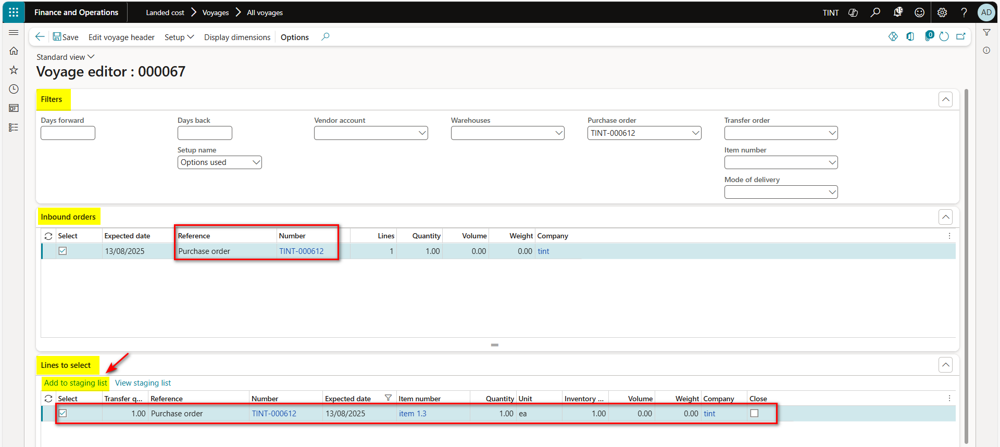 Finance and Operations
Landed cost > Voyages > All voyages
TINT
19
?
AD
Save Edit voyage header Setup Display dimensions Options
0
Standard view
Voyage editor : 000067
Filters
Days forward Days back Vendor account Warehouses Purchase order Transfer order
TINT-000612
Setup name Item number
Options used
Mode of delivery
Inbound orders
Select Expected date Reference Number Lines Quantity Volume Weight Company
13/08/2025 Purchase order TINT-000612 1 1.00 0.00 0.00 tint
Lines to select
Add to staging list View staging list
Select Transfer q... Reference Number Expected date Item number Quantity Unit Inventory ... Volume Weight Company Close
1.00 Purchase order TINT-000612 13/08/2025 item 1.3 1.00 ea 1.00 0.00 0.00 tint